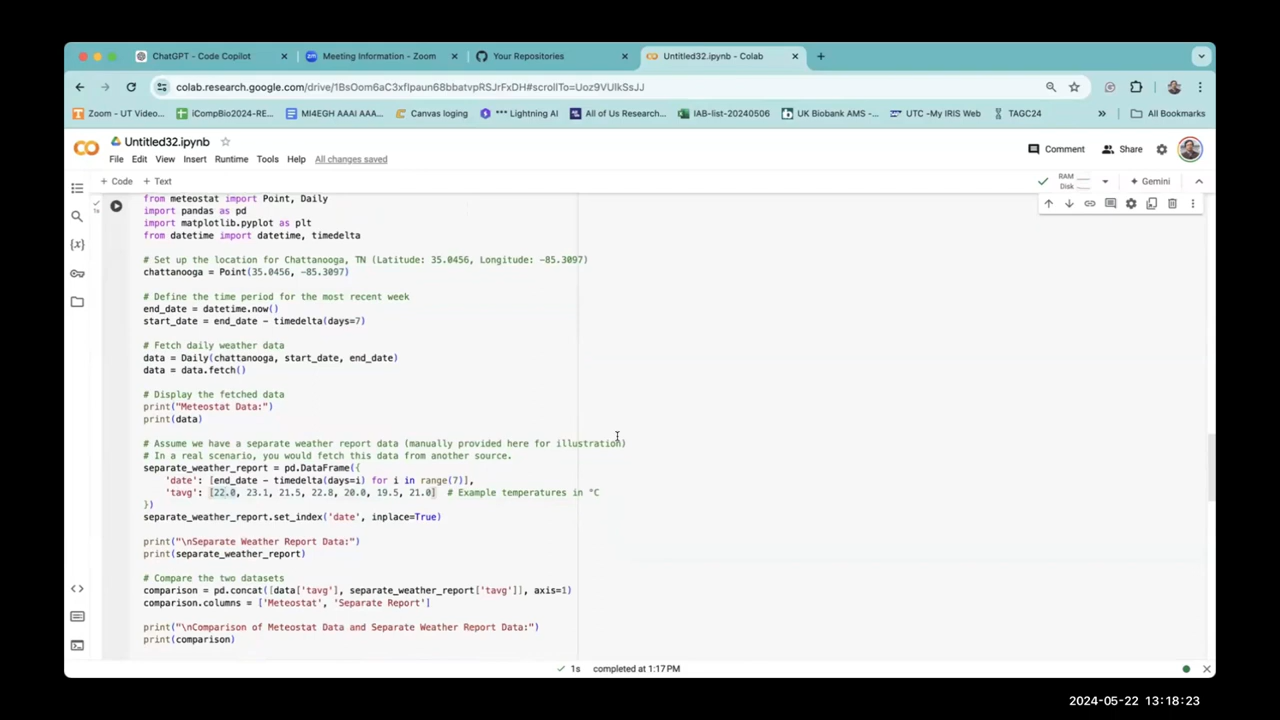 ChatGPT - Code Copilot
Meeting Information - Zoom
Your Repositories
Untitled32.ipynb - Colab
colab.research.google.com/drive/1BsOom6aC3xfIpaun68bbatvpRSJrFxDH#scrollTo=Uoz9VUlkSsJJ
Zoom - UT Video...
iCompBio2024-RE...
MI4EGH AAAI AAA...
Canvas loging
*** Lightning AI
All of Us Research...
IAB-list-20240506
UK Biobank AMS -...
UTC -My IRIS Web
TAGC24
»
All Bookmarks
Untitled32.ipynb
File Edit View Insert Runtime Tools Help All changes saved
Comment
Share
+ Code + Text
RAM
Disk
Gemini
1s
from meteostat import Point, Daily
import pandas as pd
import matplotlib.pyplot as plt
from datetime import datetime, timedelta
# Set up the location for Chattanooga, TN (Latitude: 35.0456, Longitude: -85.3097)
chattanooga = Point(35.0456, -85.3097)
# Define the time period for the most recent week
end_date = datetime.now()
start_date = end_date - timedelta(days=7)
# Fetch daily weather data
data = Daily(chattanooga, start_date, end_date)
data = data.fetch()
# Display the fetched data
print("Meteostat Data:")
print(data)
# Assume we have a separate weather report data (manually provided here for illustration)
# In a real scenario, you would fetch this data from another source.
separate_weather_report = pd.DataFrame({
'date': [end_date - timedelta(days=i) for i in range(7)],
'tavg': [22.0, 23.1, 21.5, 22.8, 20.0, 19.5, 21.0] # Example temperatures in °C
})
separate_weather_report.set_index('date', inplace=True)
print("\nSeparate Weather Report Data:")
print(separate_weather_report)
# Compare the two datasets
comparison = pd.concat([data['tavg'], separate_weather_report['tavg']], axis=1)
comparison.columns = ['Meteostat', 'Separate Report']
print("\nComparison of Meteostat Data and Separate Weather Report Data:")
print(comparison)
1s completed at 1:17 PM
2024-05-22 13:18:23